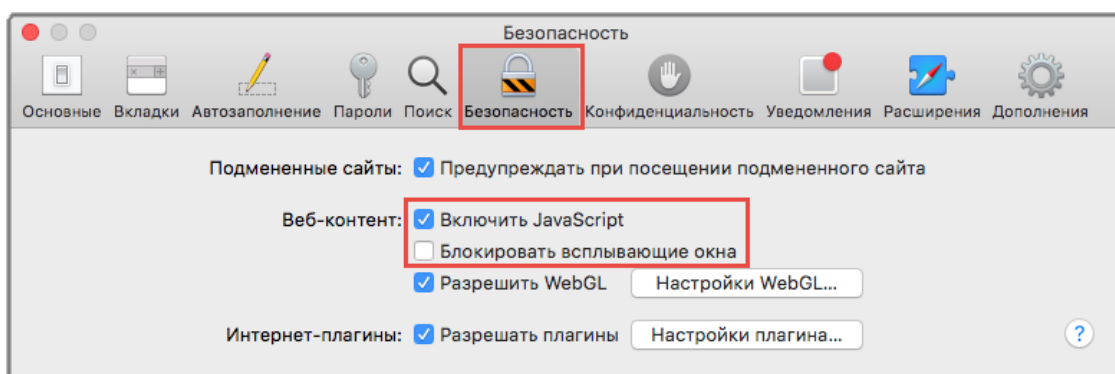 Безопасность
Основные Вкладки Автозаполнение Пароли Поиск Безопасность Конфиденциальность Уведомления Расширения Дополнения
Подмененные сайты: Предупреждать при посещении подмененного сайта
Веб-контент: Включить JavaScript
Блокировать всплывающие окна
Разрешить WebGL Настройки WebGL...
Интернет-плагины: Разрешать плагины Настройки плагина... ?